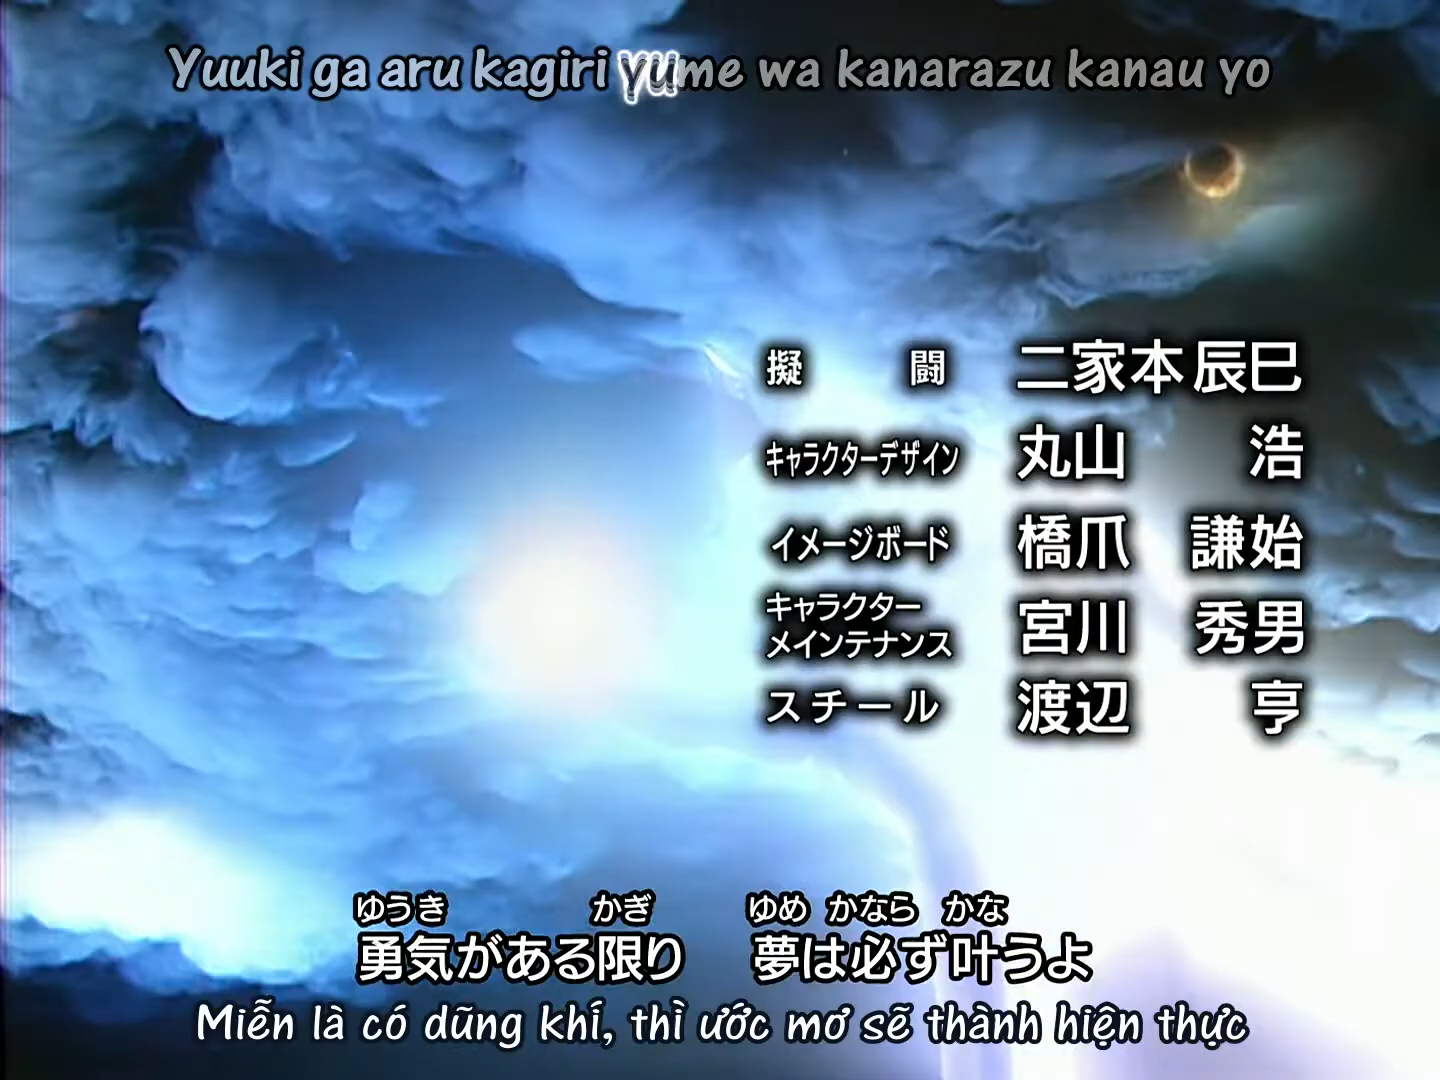 Yuuki ga aru kagiri yume wa kanarazu kanau yo
擬闘 二家本辰巳
キャラクターデザイン 丸山 浩
イメージボード 橋爪 謙始
キャラクター
メインテナンス 宮川 秀男
スチール 渡辺 亨
ゆうき かぎ ゆめ かなら かな
勇気がある限り 夢は必ず叶うよ
Miễn là có dũng khí, thì ước mơ sẽ thành hiện thực